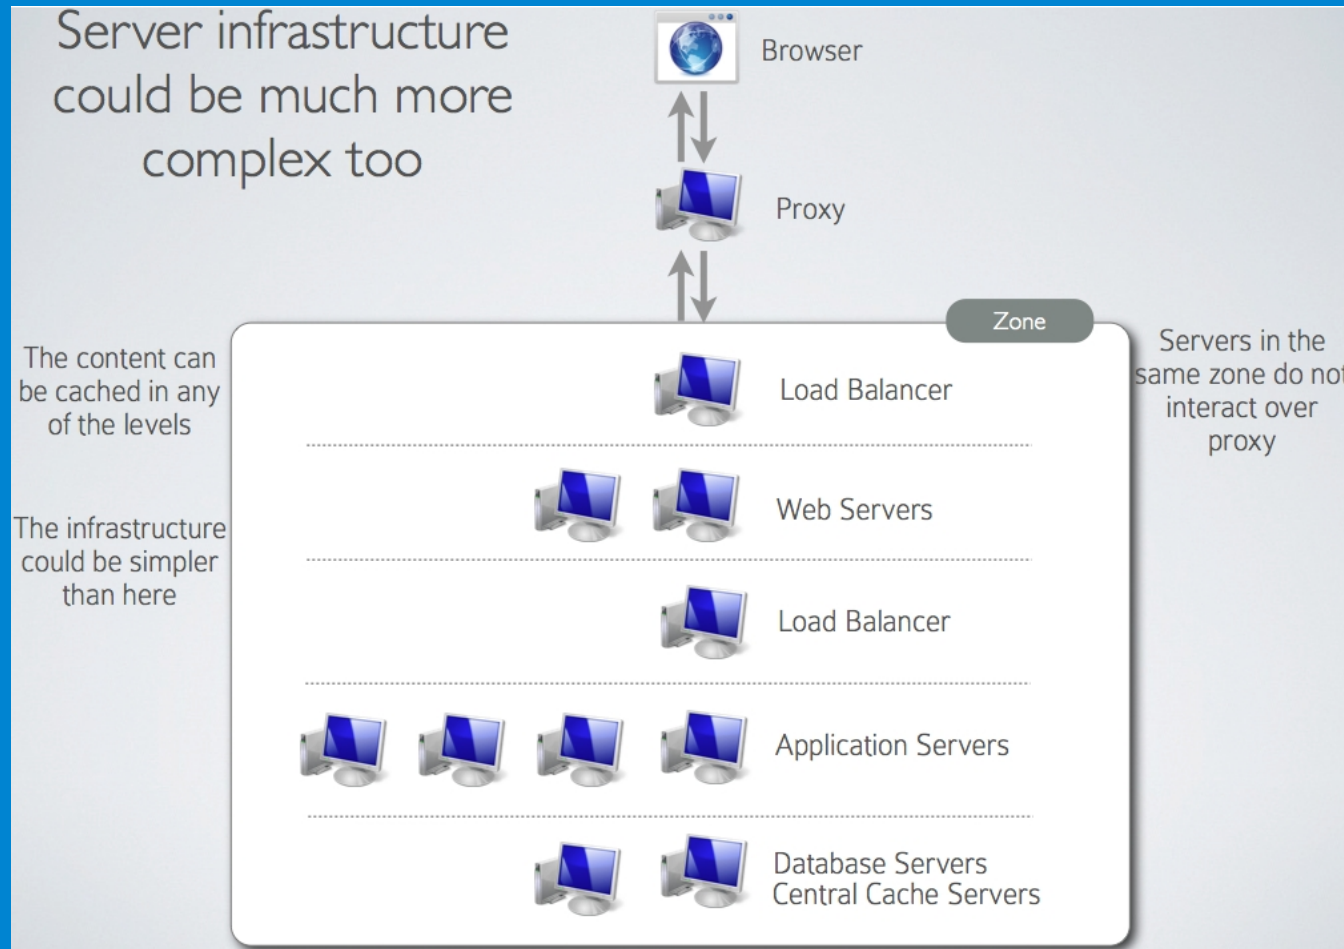 Server infrastructure
could be much more
complex too
Browser
Proxy
Zone
The content can
be cached in any
of the levels
Servers in the
same zone do not
interact over
proxy
Load Balancer
Web Servers
The infrastructure
could be simpler
than here
Load Balancer
Application Servers
Database Servers
Central Cache Servers